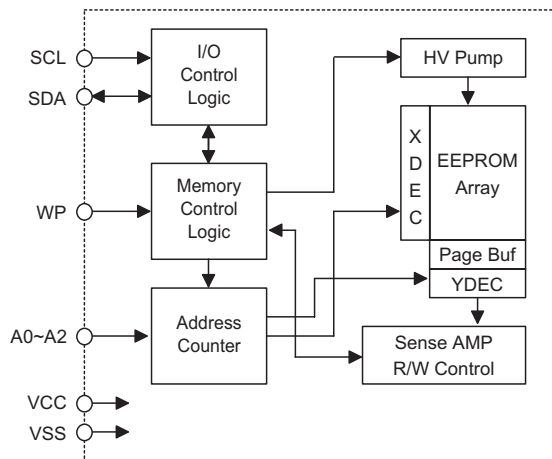 SCL
SDA
I/O
Control
Logic
HV Pump
X
D
E
C
EEPROM
Array
WP
Memory
Control
Logic
Page Buf
YDEC
A0~A2
Address
Counter
Sense AMP
R/W Control
VCC
VSS